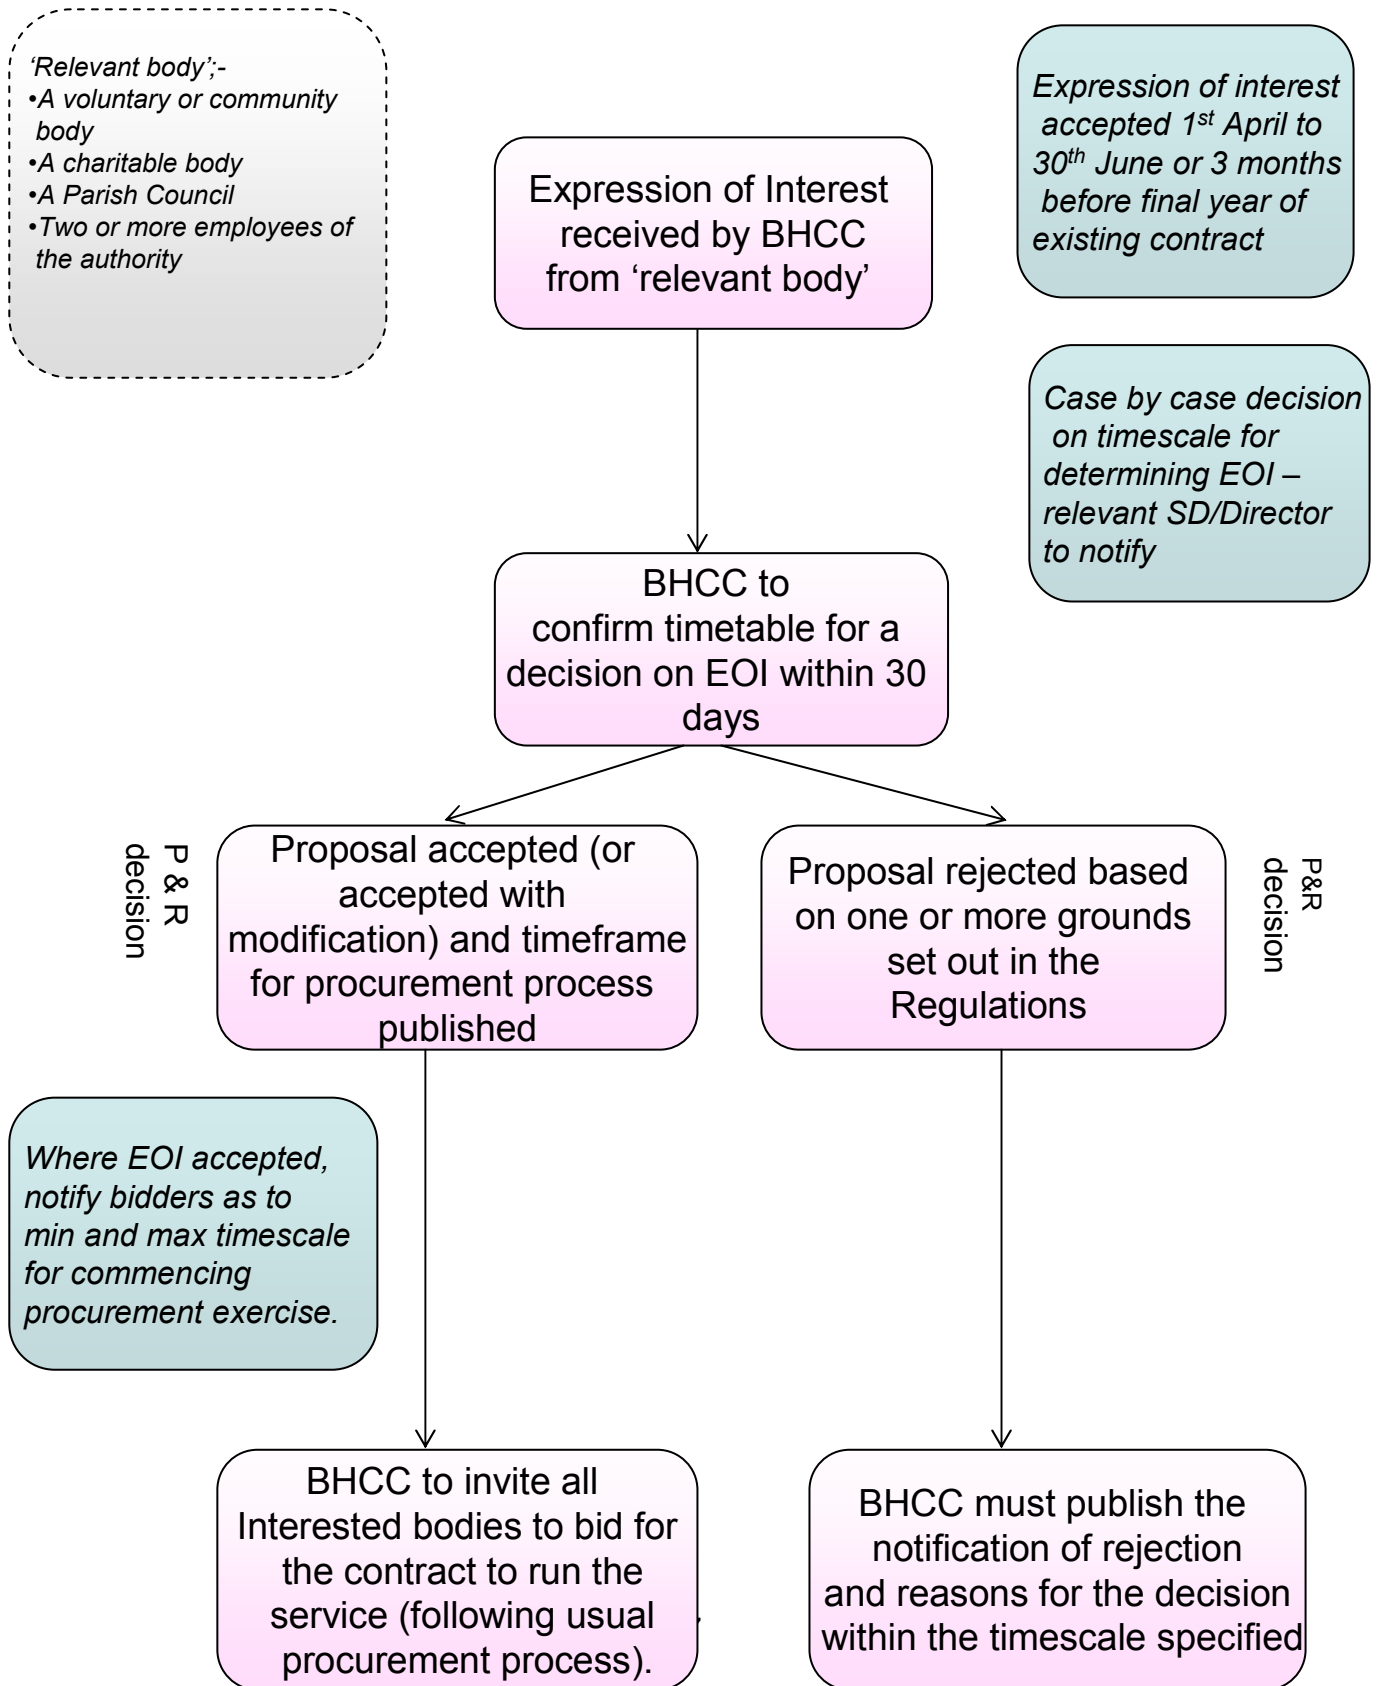 ‘Relevant body’;-
•A voluntary or community
body
•A charitable body
•A Parish Council
•Two or more employees of
the authority
Expression of Interest
received by BHCC
from ‘relevant body’
Expression of interest
accepted 1st April to
30th June or 3 months
before final year of
existing contract
Case by case decision
on timescale for
determining EOI –
relevant SD/Director
to notify
BHCC to
confirm timetable for a
decision on EOI within 30
days
P & R
decision
Proposal accepted (or
accepted with
modification) and timeframe
for procurement process
published
Proposal rejected based
on one or more grounds
set out in the
Regulations
P&R
decision
Where EOI accepted,
notify bidders as to
min and max timescale
for commencing
procurement exercise.
BHCC to invite all
Interested bodies to bid for
the contract to run the
service (following usual
procurement process).
BHCC must publish the
notification of rejection
and reasons for the decision
within the timescale specified